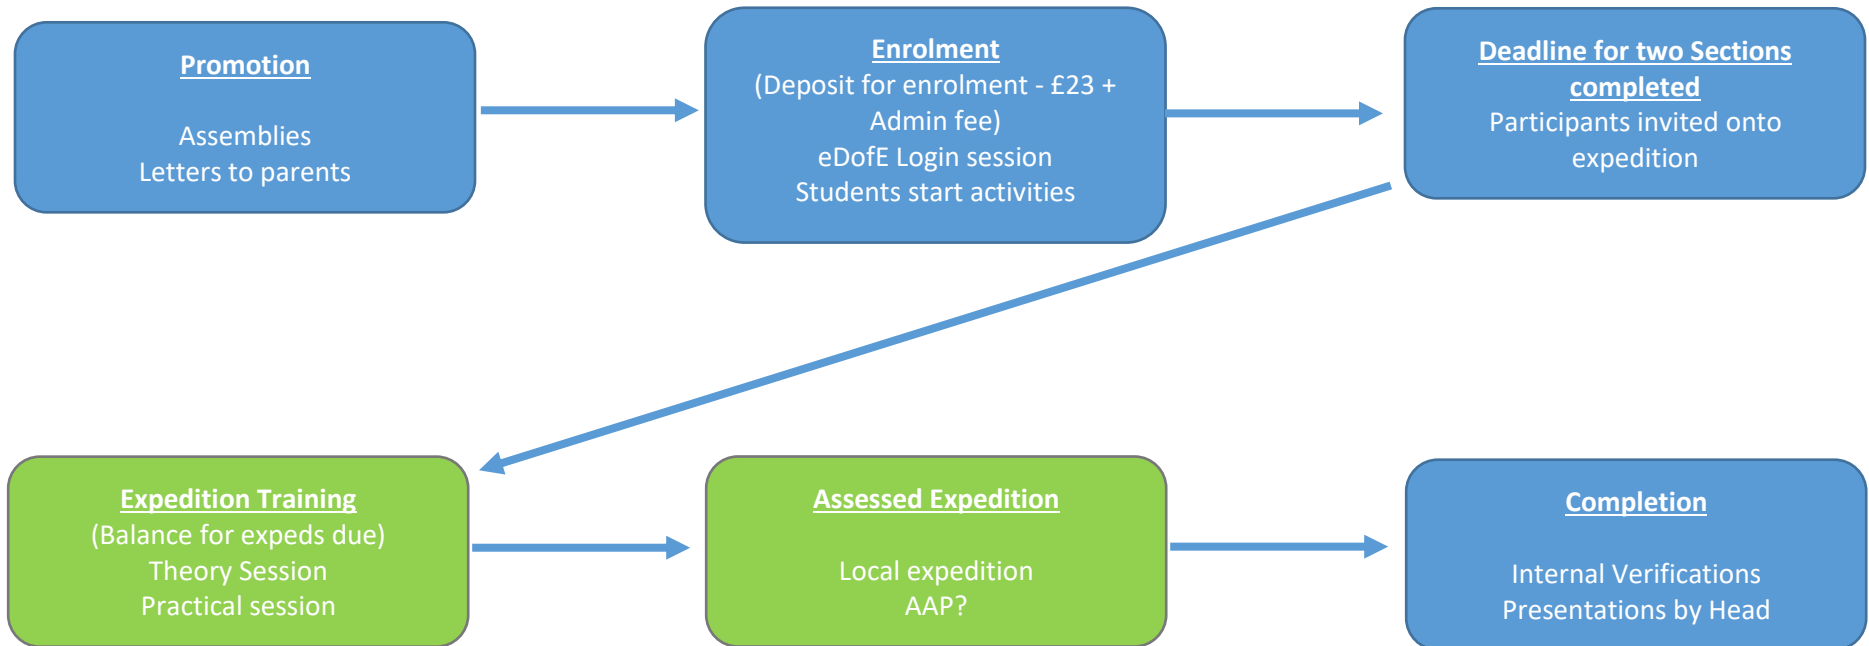 Promotion
Assemblies
Letters to parents
Enrolment
(Deposit for enrolment - £23 +
Admin fee)
eDofE Login session
Students start activities
Deadline for two Sections
completed
Participants invited onto
expedition
Expedition Training
(Balance for expeds due)
Theory Session
Practical session
Assessed Expedition
Local expedition
AAP?
Completion
Internal Verifications
Presentations by Head